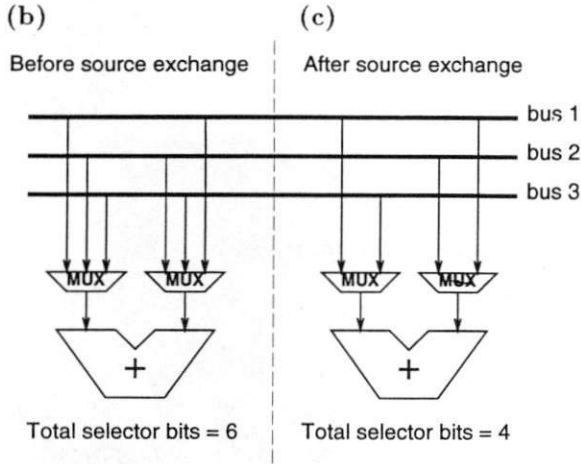 (b)
(c)
Before source exchange
After source exchange
bus 1
bus 2
bus 3
MUX
MUX
MUX
MUX
+
+
Total selector bits = 6
Total selector bits = 4